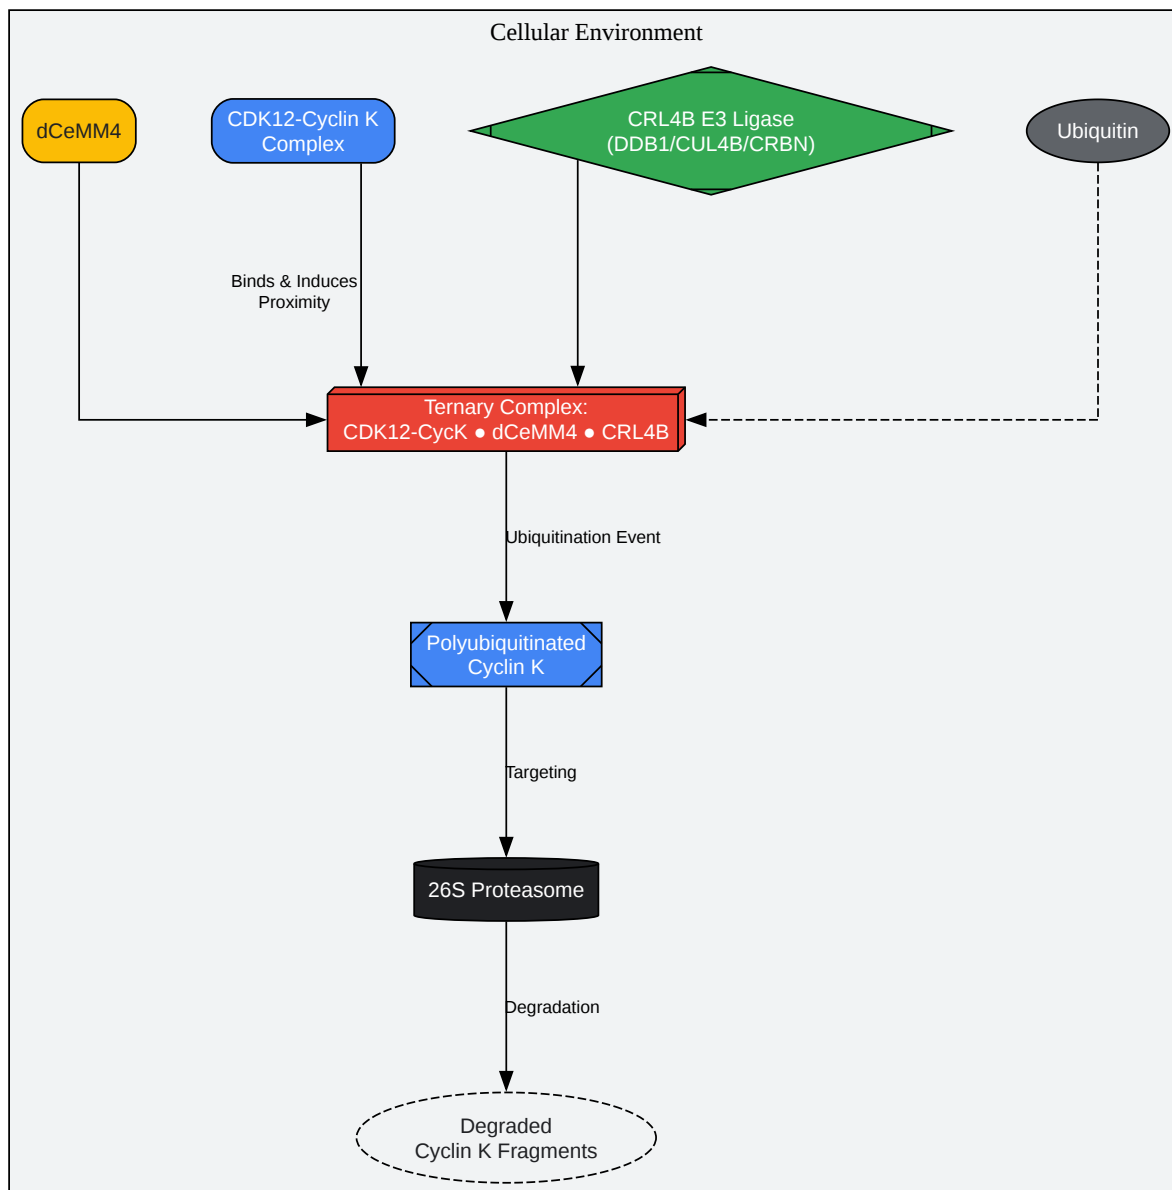 Cellular Environment
dCeMM4
CDK12-Cyclin K
Complex
CRL4B E3 Ligase
(DDB1/CUL4B/CRBN)
Ubiquitin
Binds & Induces
Proximity
Ternary Complex:
CDK12-CycK ● dCeMM4 ● CRL4B
Ubiquitination Event
Polyubiquitinated
Cyclin K
Targeting
26S Proteasome
Degradation
Degraded
Cyclin K Fragments